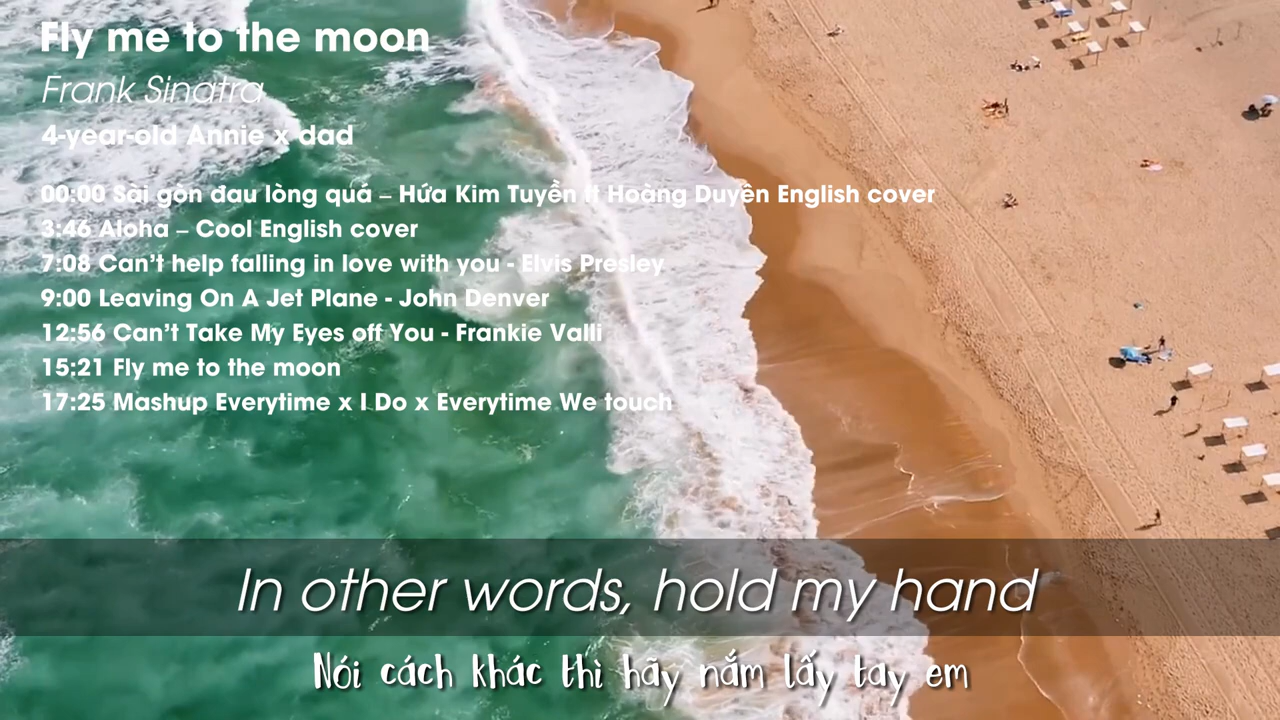 Fly me to the moon
Frank Sinatra
4-year-old Annie x dad
00:00 Sài gòn đau lòng quá – Hứa Kim Tuyền ft Hoàng Duyên English cover
3:46 Aloha – Cool English cover
7:08 Can't help falling in love with you - Elvis Presley
9:00 Leaving On A Jet Plane - John Denver
12:56 Can't Take My Eyes off You - Frankie Valli
15:21 Fly me to the moon
17:25 Mashup Everytime x I Do x Everytime We touch
In other words, hold my hand
Nói cách khác thì hãy nắm lấy tay em